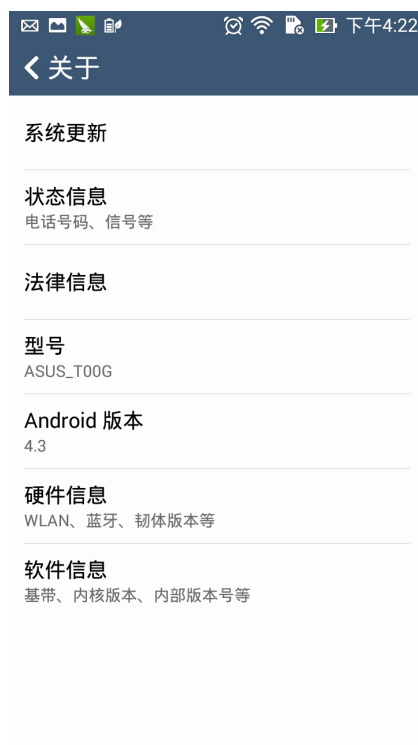 下午4:22
关于
系统更新
状态信息
电话号码、信号等
法律信息
型号
ASUS_T00G
Android 版本
4.3
硬件信息
WLAN、蓝牙、韧体版本等
软件信息
基带、内核版本、内部版本号等